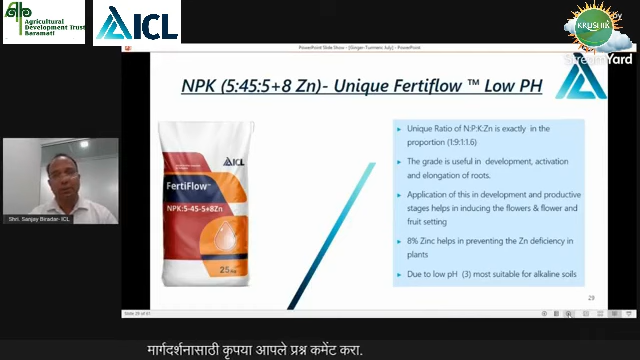 Agricultural
Development Trust
Baramati
ICL
KRUSHIK
StreamYard
PowerPoint Slide Show - [Ginger-Turmeric July] - PowerPoint
NPK (5:45:5+8 Zn)- Unique Fertiflow ™ Low PH
Unique Ratio of N:P:K:Zn is exactly in the
proportion (1:9:1:1.6)
The grade is useful in development, activation
and elongation of roots.
Application of this in development and productive
stages helps in inducing the flowers & flower and
fruit setting
8% Zinc helps in preventing the Zn deficiency in
plants
Due to low pH (3) most suitable for alkaline soils
ICL
FertiFlow™
NPK:5-45-5+8Zn
25 KG
29
Shri. Sanjay Biradar- ICL
मार्गदर्शनासाठी कृपया आपले प्रश्न कमेंट करा.